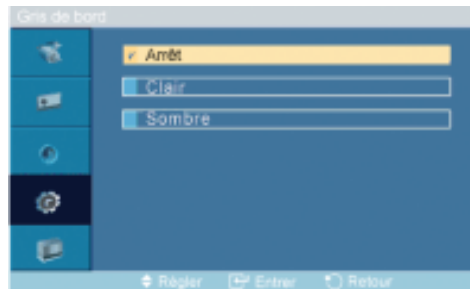 Gris de bord
Arrêt
Clair
Sombre
Régler Entrer Retour